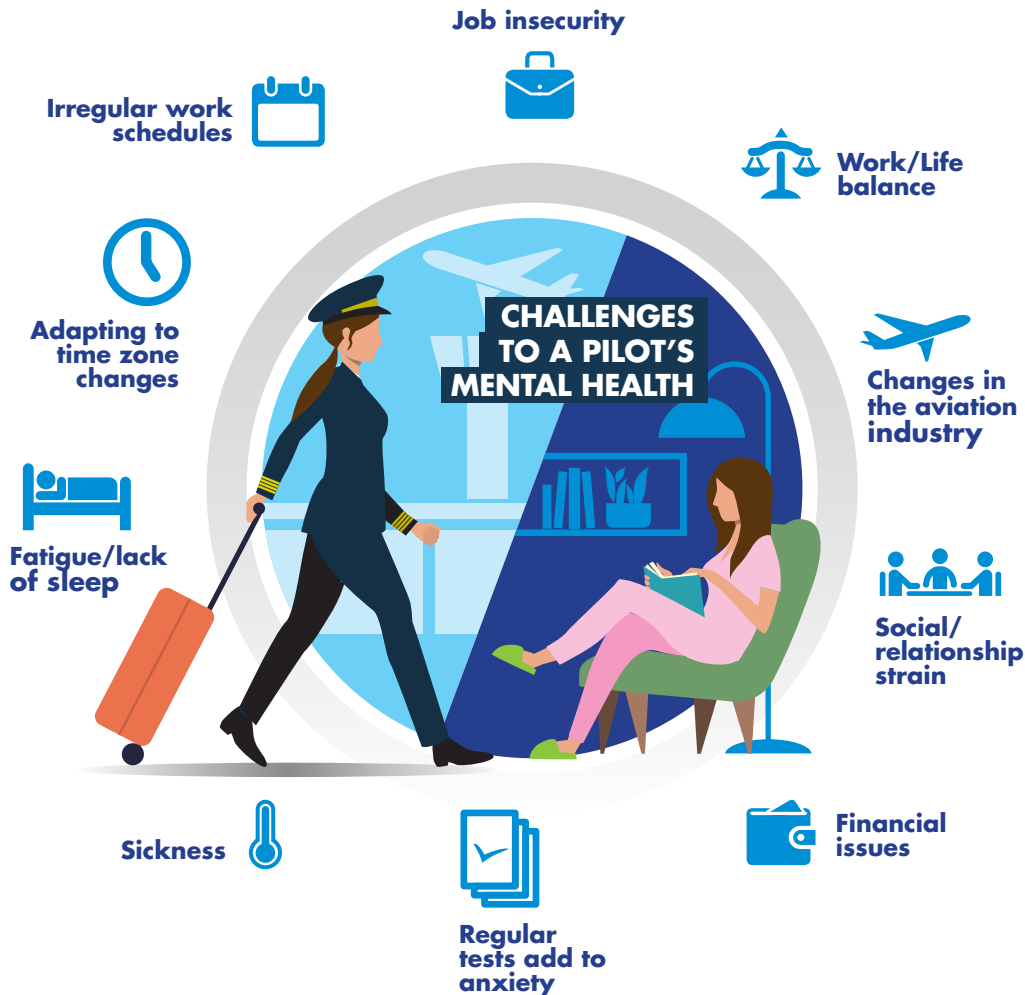 Job insecurity
Irregular work
schedules
Work/Life
balance
Adapting to
time zone
changes
CHALLENGES
TO A PILOT'S
MENTAL HEALTH
Changes in
the aviation
industry
Fatigue/lack
of sleep
Social/
relationship
strain
Sickness
Financial
issues
Regular
tests add to
anxiety